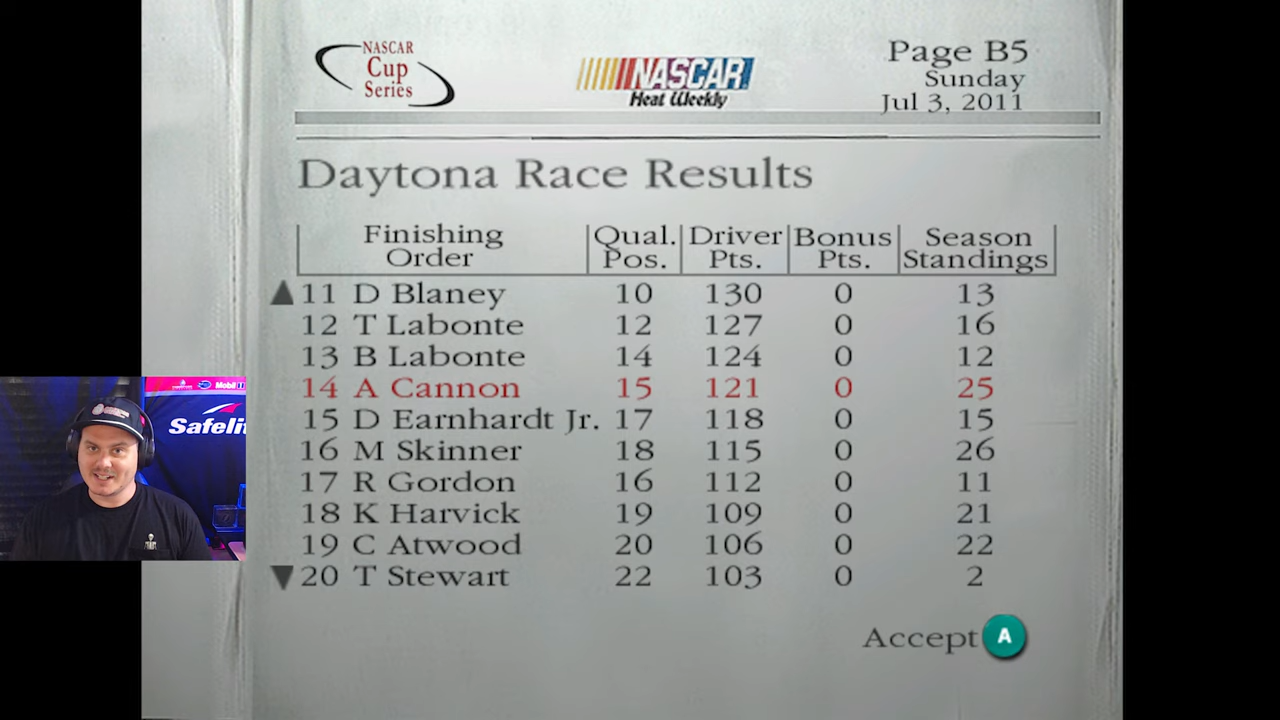 NASCAR
Cup
Series
NASCAR
Heat Weekly
Page B5
Sunday
Jul 3, 2011
Daytona Race Results
Finishing Order Qual. Pos. Driver Pts. Bonus Pts. Season Standings
11 D Blaney 10 130 0 13
12 T Labonte 12 127 0 16
13 B Labonte 14 124 0 12
14 A Cannon 15 121 0 25
15 D Earnhardt Jr. 17 118 0 15
16 M Skinner 18 115 0 26
17 R Gordon 16 112 0 11
18 K Harvick 19 109 0 21
19 C Atwood 20 106 0 22
20 T Stewart 22 103 0 2
Accept A
Mobil 1
Safelit